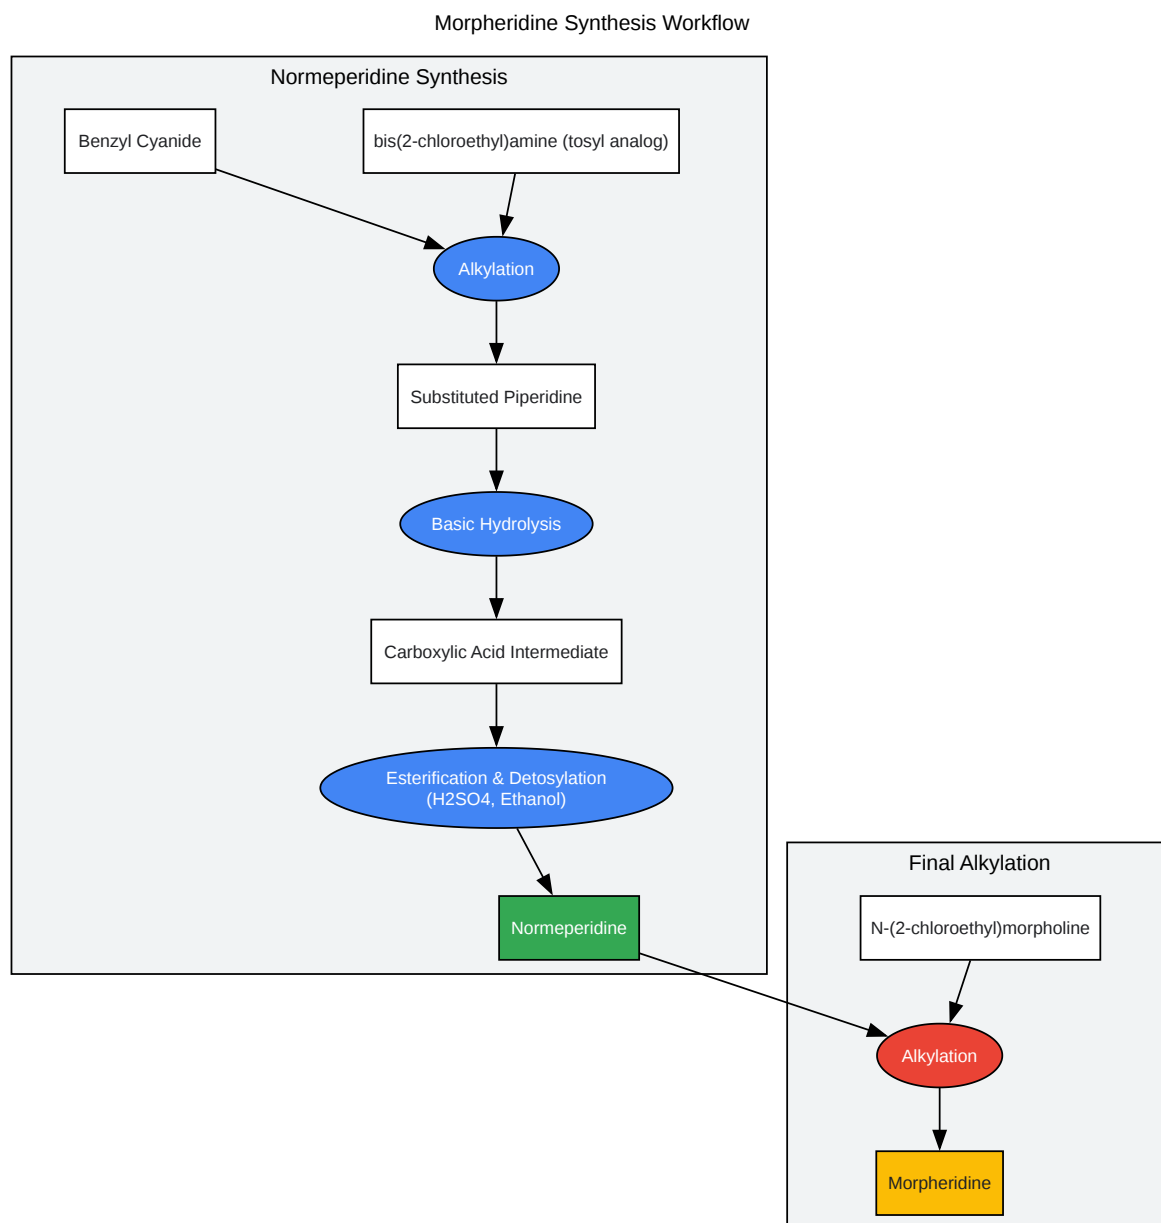 Morpheridine Synthesis Workflow
Normeperidine Synthesis
Benzyl Cyanide
bis(2-chloroethyl)amine (tosyl analog)
Alkylation
Substituted Piperidine
Basic Hydrolysis
Carboxylic Acid Intermediate
Esterification & Detosylation
(H2SO4, Ethanol)
Normeperidine
Final Alkylation
N-(2-chloroethyl)morpholine
Alkylation
Morpheridine